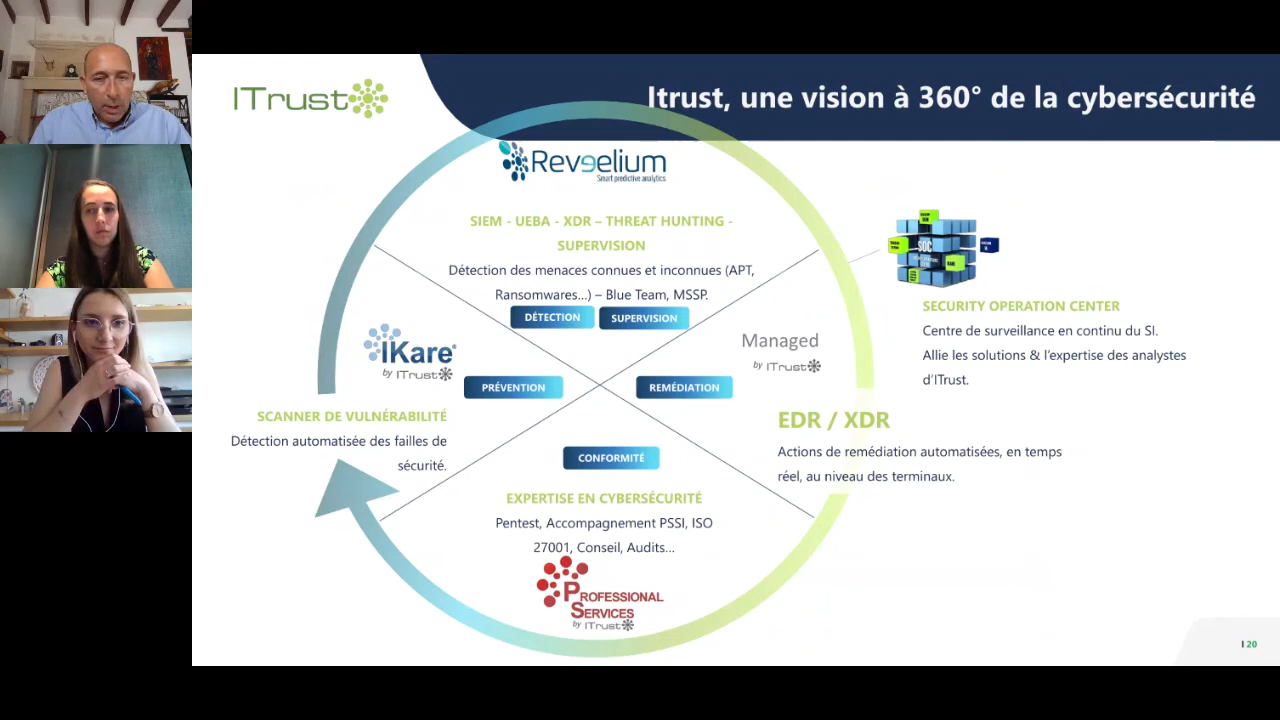 ITrust
Itrust, une vision à 360° de la cybersécurité
Reveelium
Smart predictive analytics
SIEM - UEBA - XDR – THREAT HUNTING -
SUPERVISION
Détection des menaces connues et inconnues (APT,
Ransomwares...) – Blue Team, MSSP.
DÉTECTION
SUPERVISION
SOC
SECURITY OPERATION CENTER
Centre de surveillance en continu du SI.
Allie les solutions & l'expertise des analystes
d'ITrust.
IKare
by ITrust
Managed
by ITrust
PRÉVENTION
REMÉDIATION
SCANNER DE VULNÉRABILITÉ
Détection automatisée des failles de
sécurité.
EDR / XDR
Actions de remédiation automatisées, en temps
réel, au niveau des terminaux.
CONFORMITÉ
EXPERTISE EN CYBERSÉCURITÉ
Pentest, Accompagnement PSSI, ISO
27001, Conseil, Audits...
PROFESSIONAL
SERVICES
by ITrust
I 20